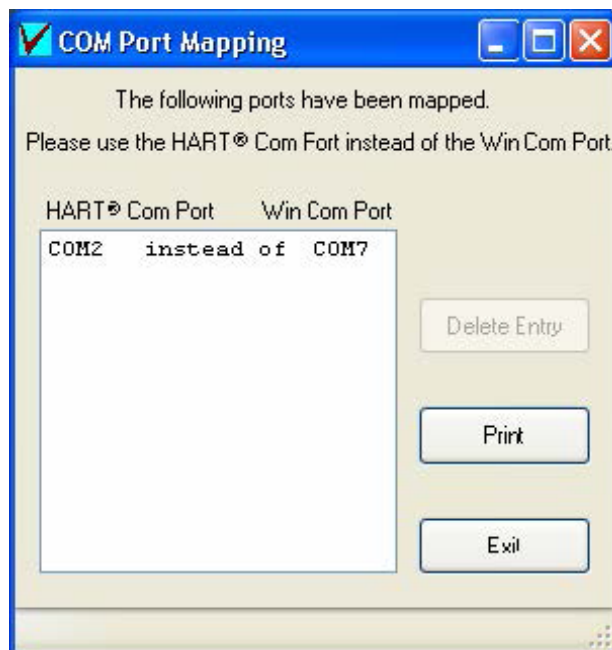 COM Port Mapping
The following ports have been mapped.
Please use the HART® Com Fort instead of the Win Com Port
HART® Com Port Win Com Port
COM2 instead of COM7
Delete Entry
Print
Exit